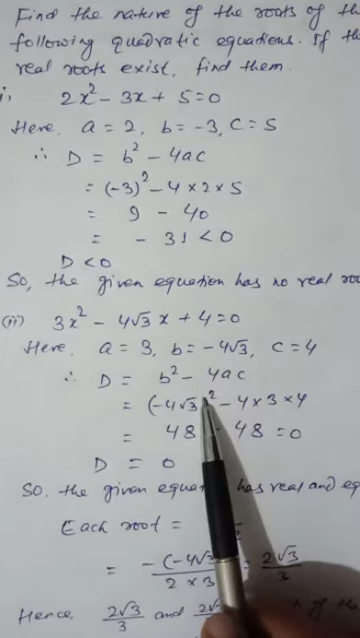 Find the nature of the roots of the
following quadratic equations. If the
real roots exist, find them.
i, 2x² - 3x + 5 = 0
Here, a = 2, b = -3, c = 5
∴ D = b² - 4ac
= (-3)² - 4 × 2 × 5
= 9 - 40
= - 31 < 0
D < 0
So, the given equation has no real
(ii) 3x² - 4√3 x + 4 = 0
Here, a = 3, b = -4√3, c = 4
∴ D = b² - 4ac
= (-4√3)² - 4 × 3 × 4
= 48 - 48 = 0
D = 0
So. the given has real and
Each root =
= -(-4√3) / 2 × 3 = 2√3 / 3
Hence, 2√3/3 and of the